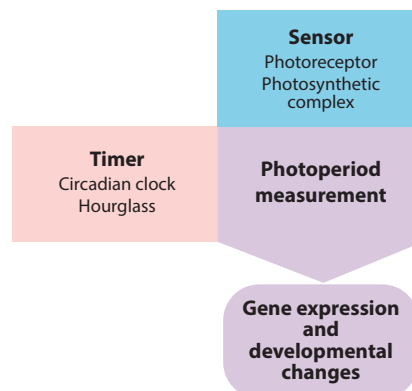 Sensor
Photoreceptor
Photosynthetic
complex
Timer
Circadian clock
Hourglass
Photoperiod
measurement
Gene expression
and
developmental
changes